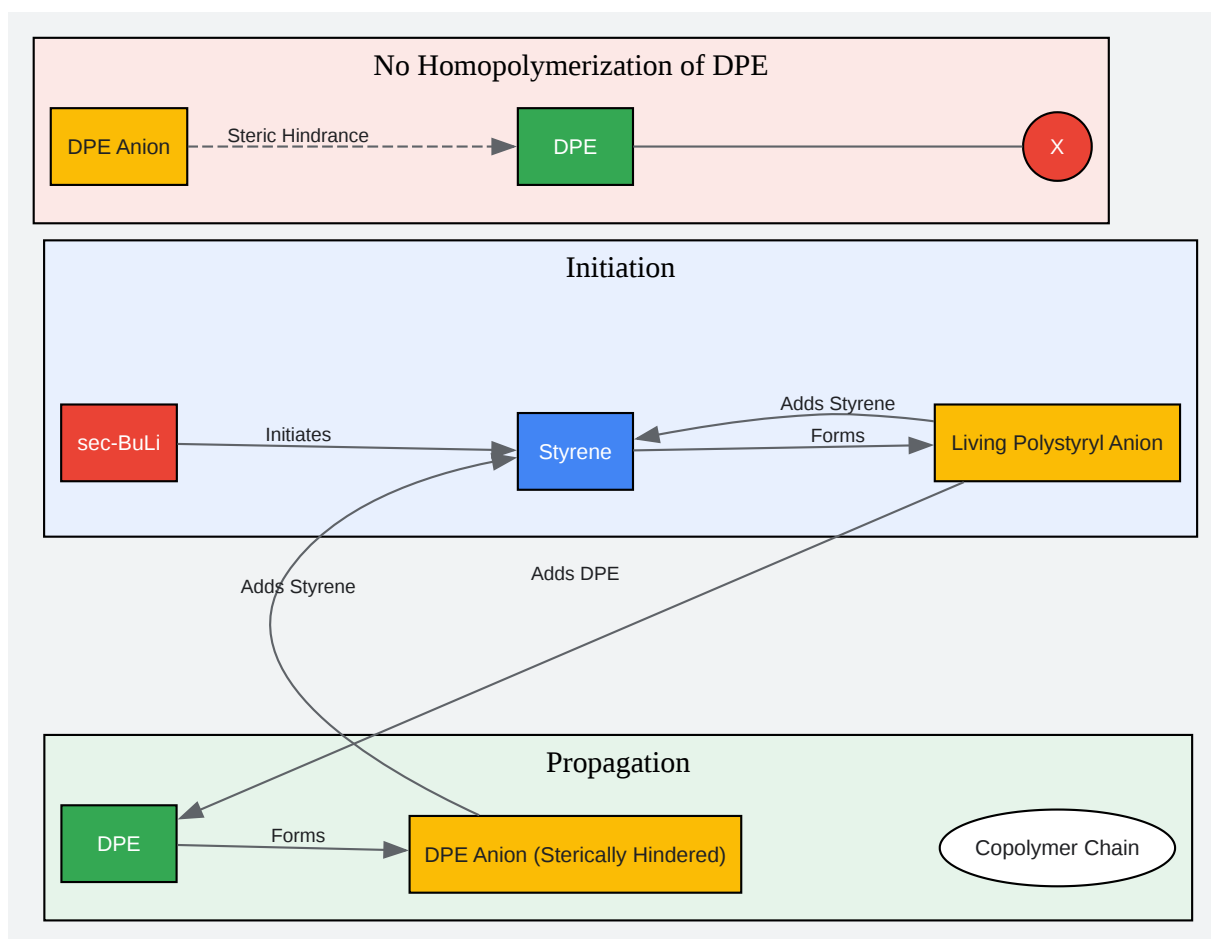 No Homopolymerization of DPE
DPE Anion
Steric Hindrance
DPE
X
Initiation
sec-BuLi
Initiates
Styrene
Adds Styrene
Forms
Living Polystyryl Anion
Adds Styrene
Adds DPE
Propagation
DPE
Forms
DPE Anion (Sterically Hindered)
Copolymer Chain